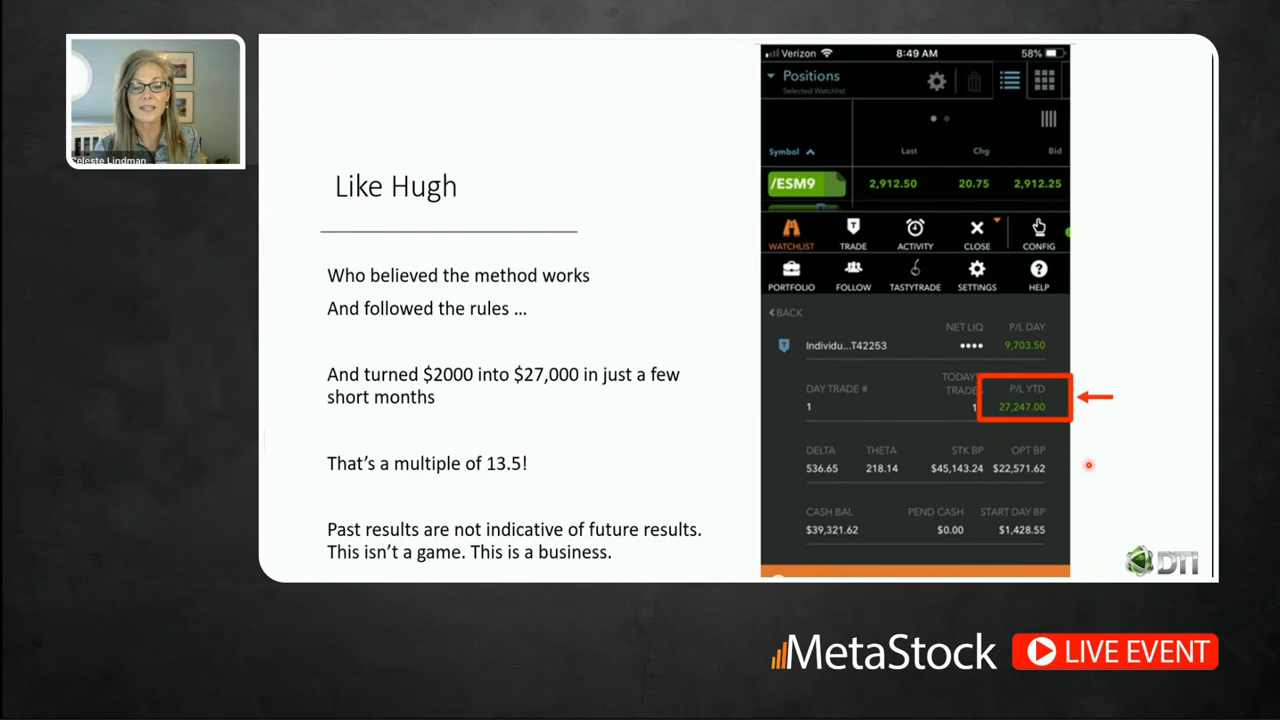 Celeste Lindman
Like Hugh
Who believed the method works
And followed the rules ...
And turned $2000 into $27,000 in just a few
short months
That's a multiple of 13.5!
Past results are not indicative of future results.
This isn't a game. This is a business.
Verizon 8:49 AM 58%
Positions
Selected Watchlist
Symbol Last Chg Bid
/ESM9 2,912.50 20.75 2,912.25
WATCHLIST TRADE ACTIVITY CLOSE CONFIG
PORTFOLIO FOLLOW TASTYTRADE SETTINGS HELP
BACK
NET LIQ P/L DAY
Individu...T42253 •••• 9,703.50
DAY TRADE # TODAY' TRADE P/L YTD
1 1 27,247.00
DELTA THETA STK BP OPT BP
536.65 218.14 $45,143.24 $22,571.62
CASH BAL PEND CASH START DAY BP
$39,321.62 $0.00 $1,428.55
DTI
MetaStock LIVE EVENT